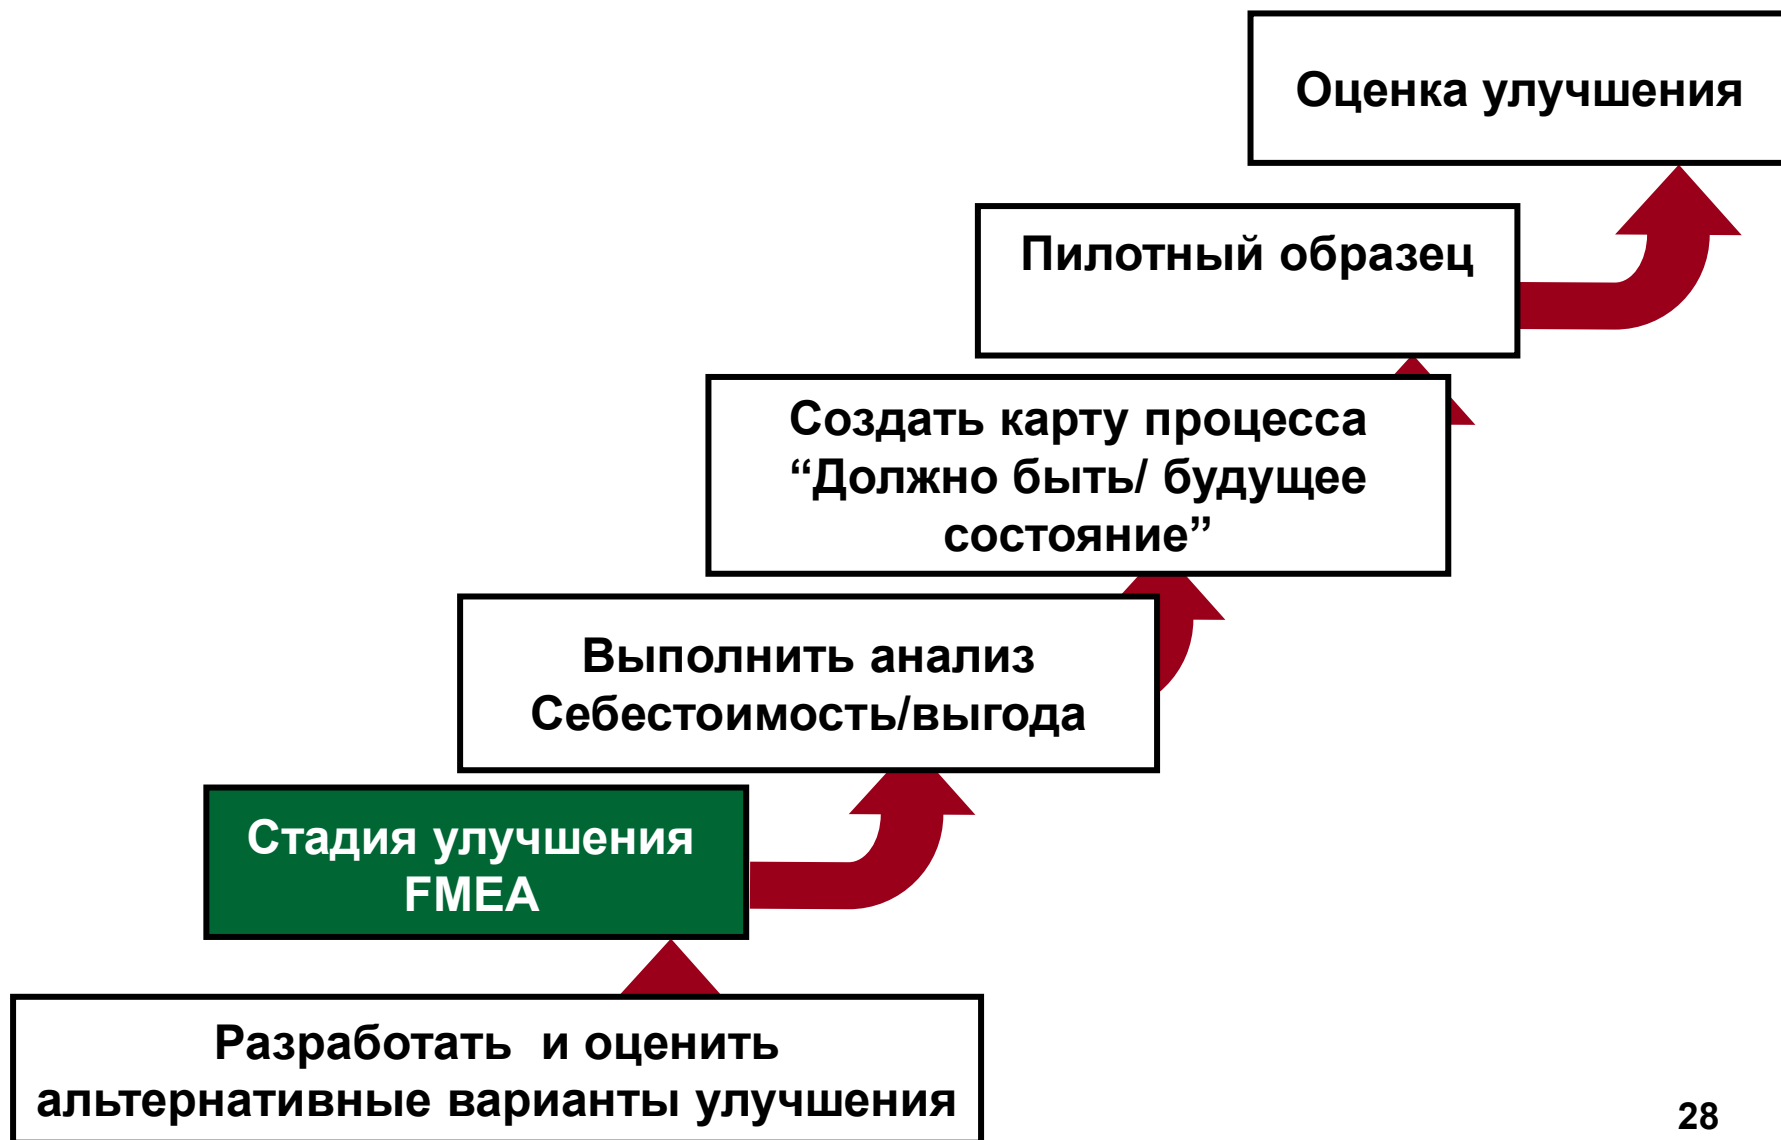 Оценка улучшения
Пилотный образец
Создать карту процесса
“Должно быть/ будущее
состояние”
Выполнить анализ
Себестоимость/выгода
Стадия улучшения
FMEA
Разработать  и оценить
альтернативные варианты улучшения
28